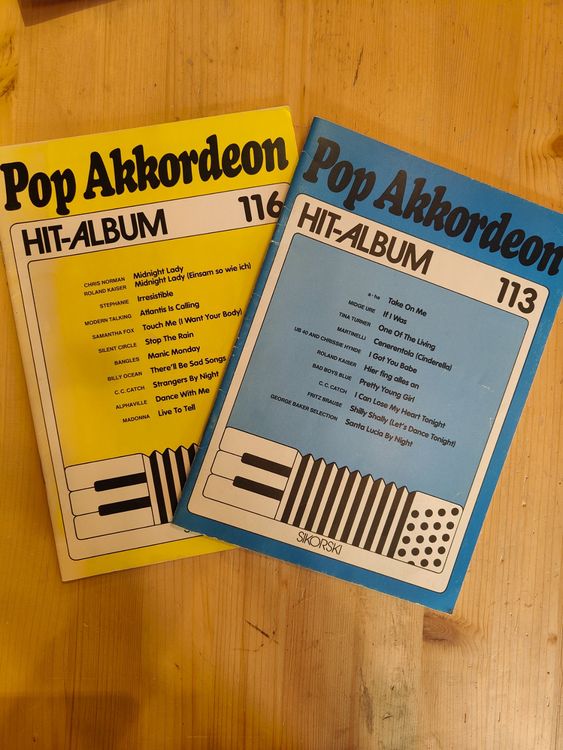 Pop Akkordeon
HIT-ALBUM 116
CHRIS NORMAN Midnight Lady
ROLAND KAISER Midnight Lady (Einsam so wie ich)
STEPHANIE Irresistible
MODERN TALKING Atlantis Is Calling
SAMANTHA FOX Touch Me (I Want Your Body)
SILENT CIRCLE Stop The Rain
BANGLES Manic Monday
BILLY OCEAN There'll Be Sad Songs
C.C. CATCH Strangers By Night
ALPHAVILLE Dance With Me
MADONNA Live To Tell
Pop Akkordeon
HIT-ALBUM 113
a-ha Take On Me
MIDGE URE If I Was
TINA TURNER One Of The Living
MARTINELLI Cenerentola (Cinderella)
UB 40 AND CHRISSIE HYNDE I Got You Babe
ROLAND KAISER Hier fing alles an
BAD BOYS BLUE Pretty Young Girl
C.C. CATCH I Can Lose My Heart Tonight
FRITZ BRAUSE Shilly Shally (Let's Dance Tonight)
GEORGE BAKER SELECTION Santa Lucia By Night
SIKORSKI